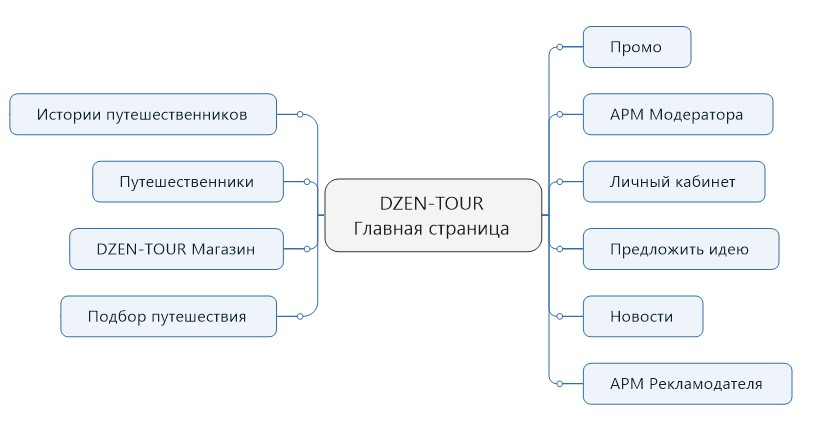 Истории путешественников
Путешественники
DZEN-TOUR Магазин
Подбор путешествия
DZEN-TOUR
Главная страница
Промо
АРМ Модератора
Личный кабинет
Предложить идею
Новости
АРМ Рекламодателя